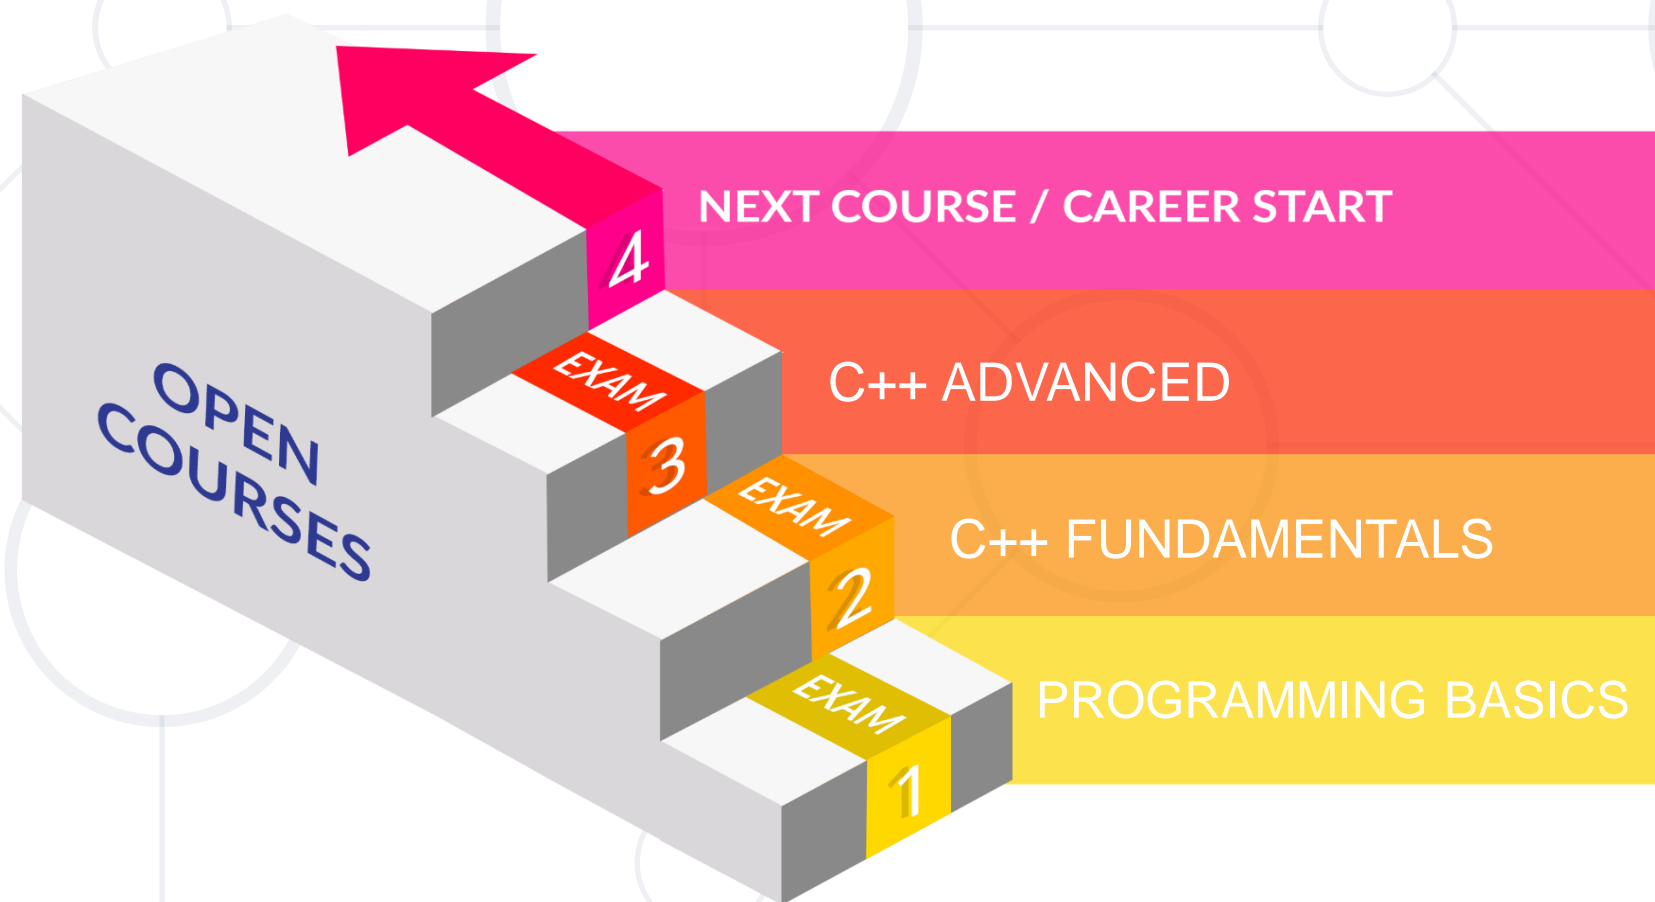 NEXT COURSE / CAREER START
4
C++ ADVANCED
EXAM
3
OPEN
COURSES
C++ FUNDAMENTALS
EXAM
2
PROGRAMMING BASICS
EXAM
1